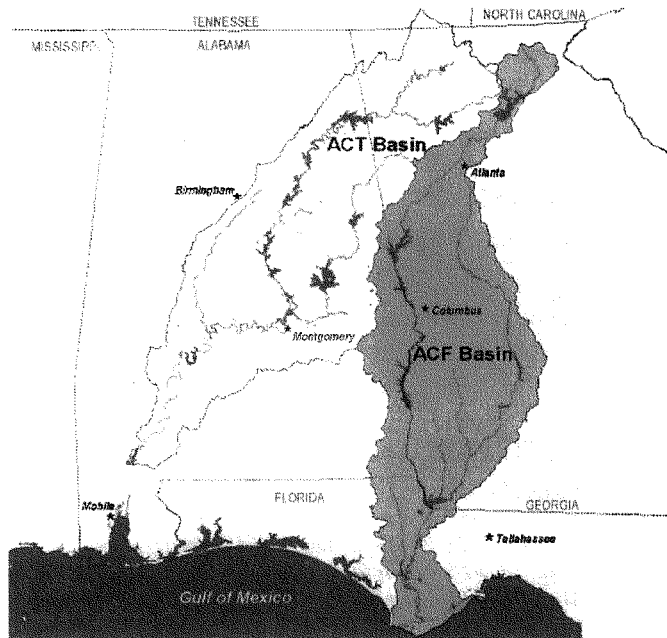 TENNESSEE
NORTH CAROLINA
MISSISSIPPI
ALABAMA
ACT Basin
Atlanta
Birmingham
Columbus
Montgomery
ACF Basin
FLORIDA
GEORGIA
Mobile
Tallahassee
Gulf of Mexico